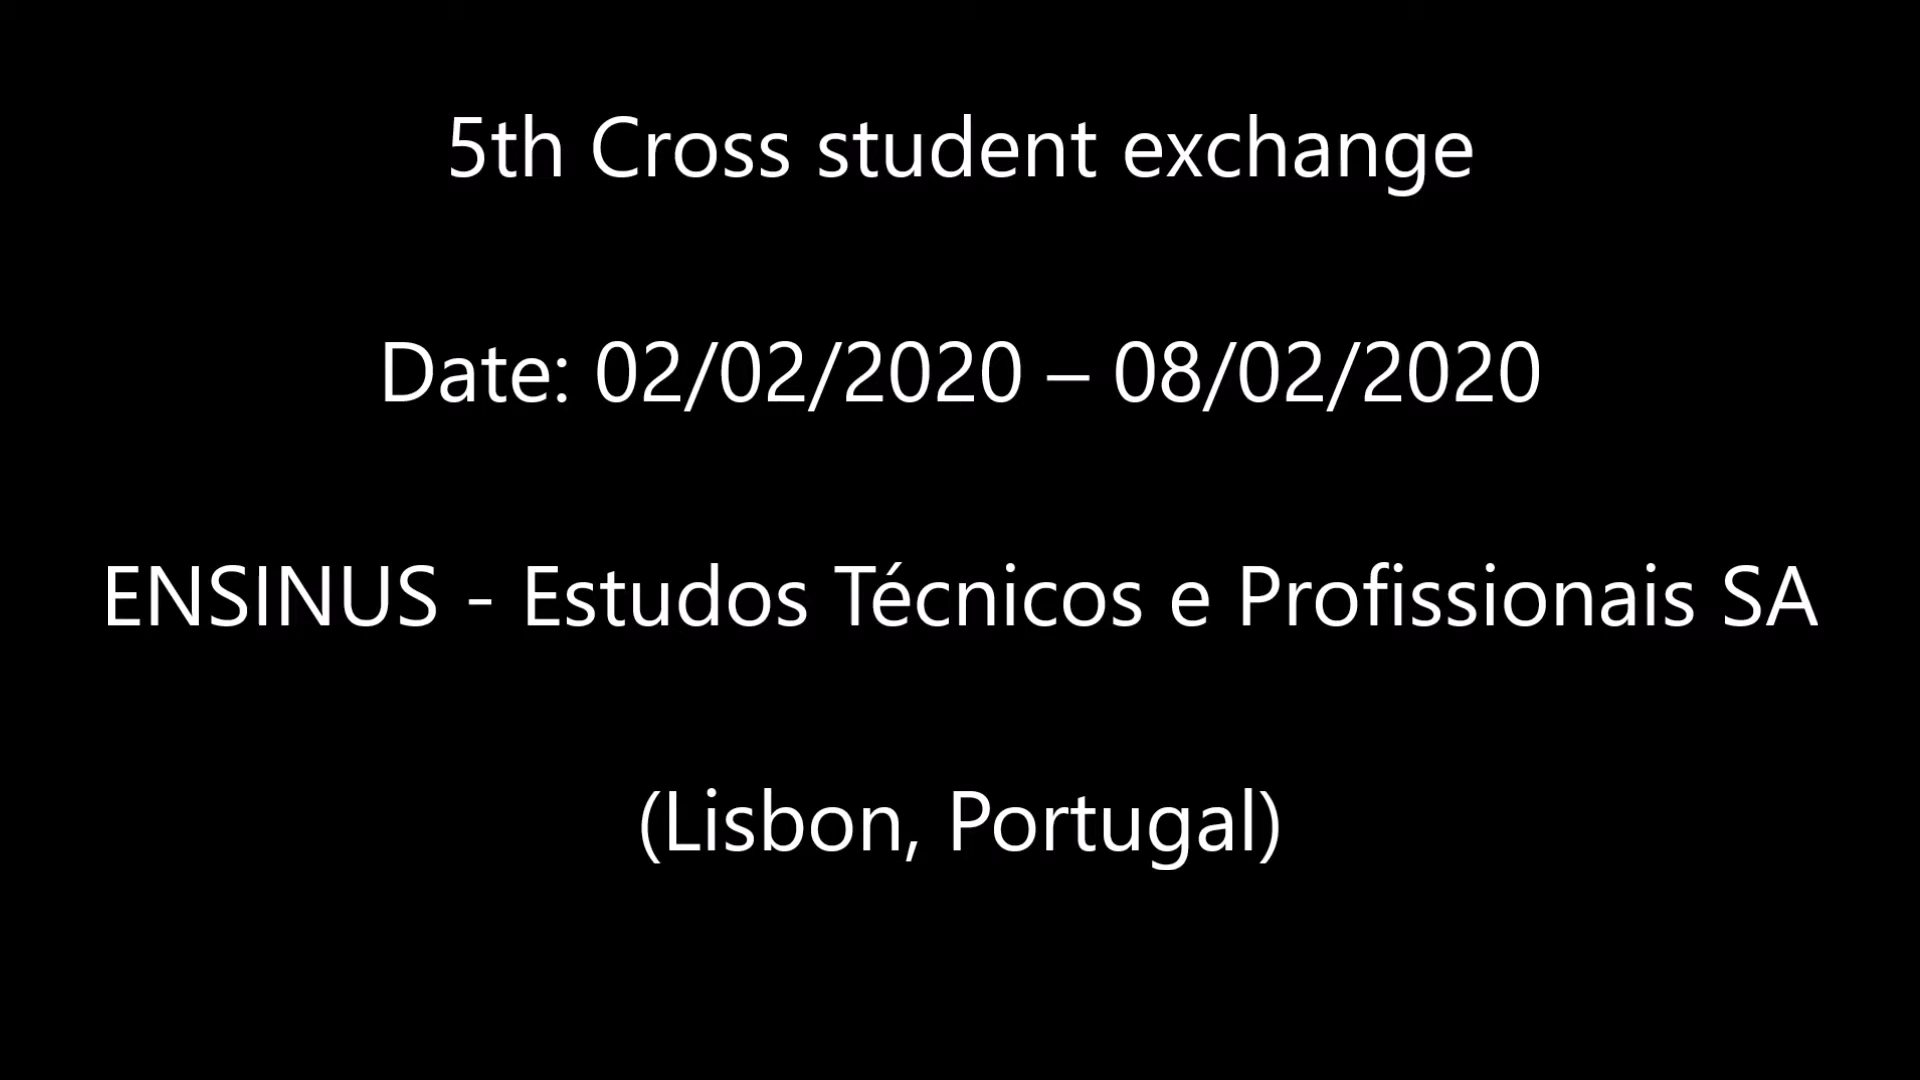 5th Cross student exchange
Date: 02/02/2020 – 08/02/2020
ENSINUS - Estudos Técnicos e Profissionais SA
(Lisbon, Portugal)